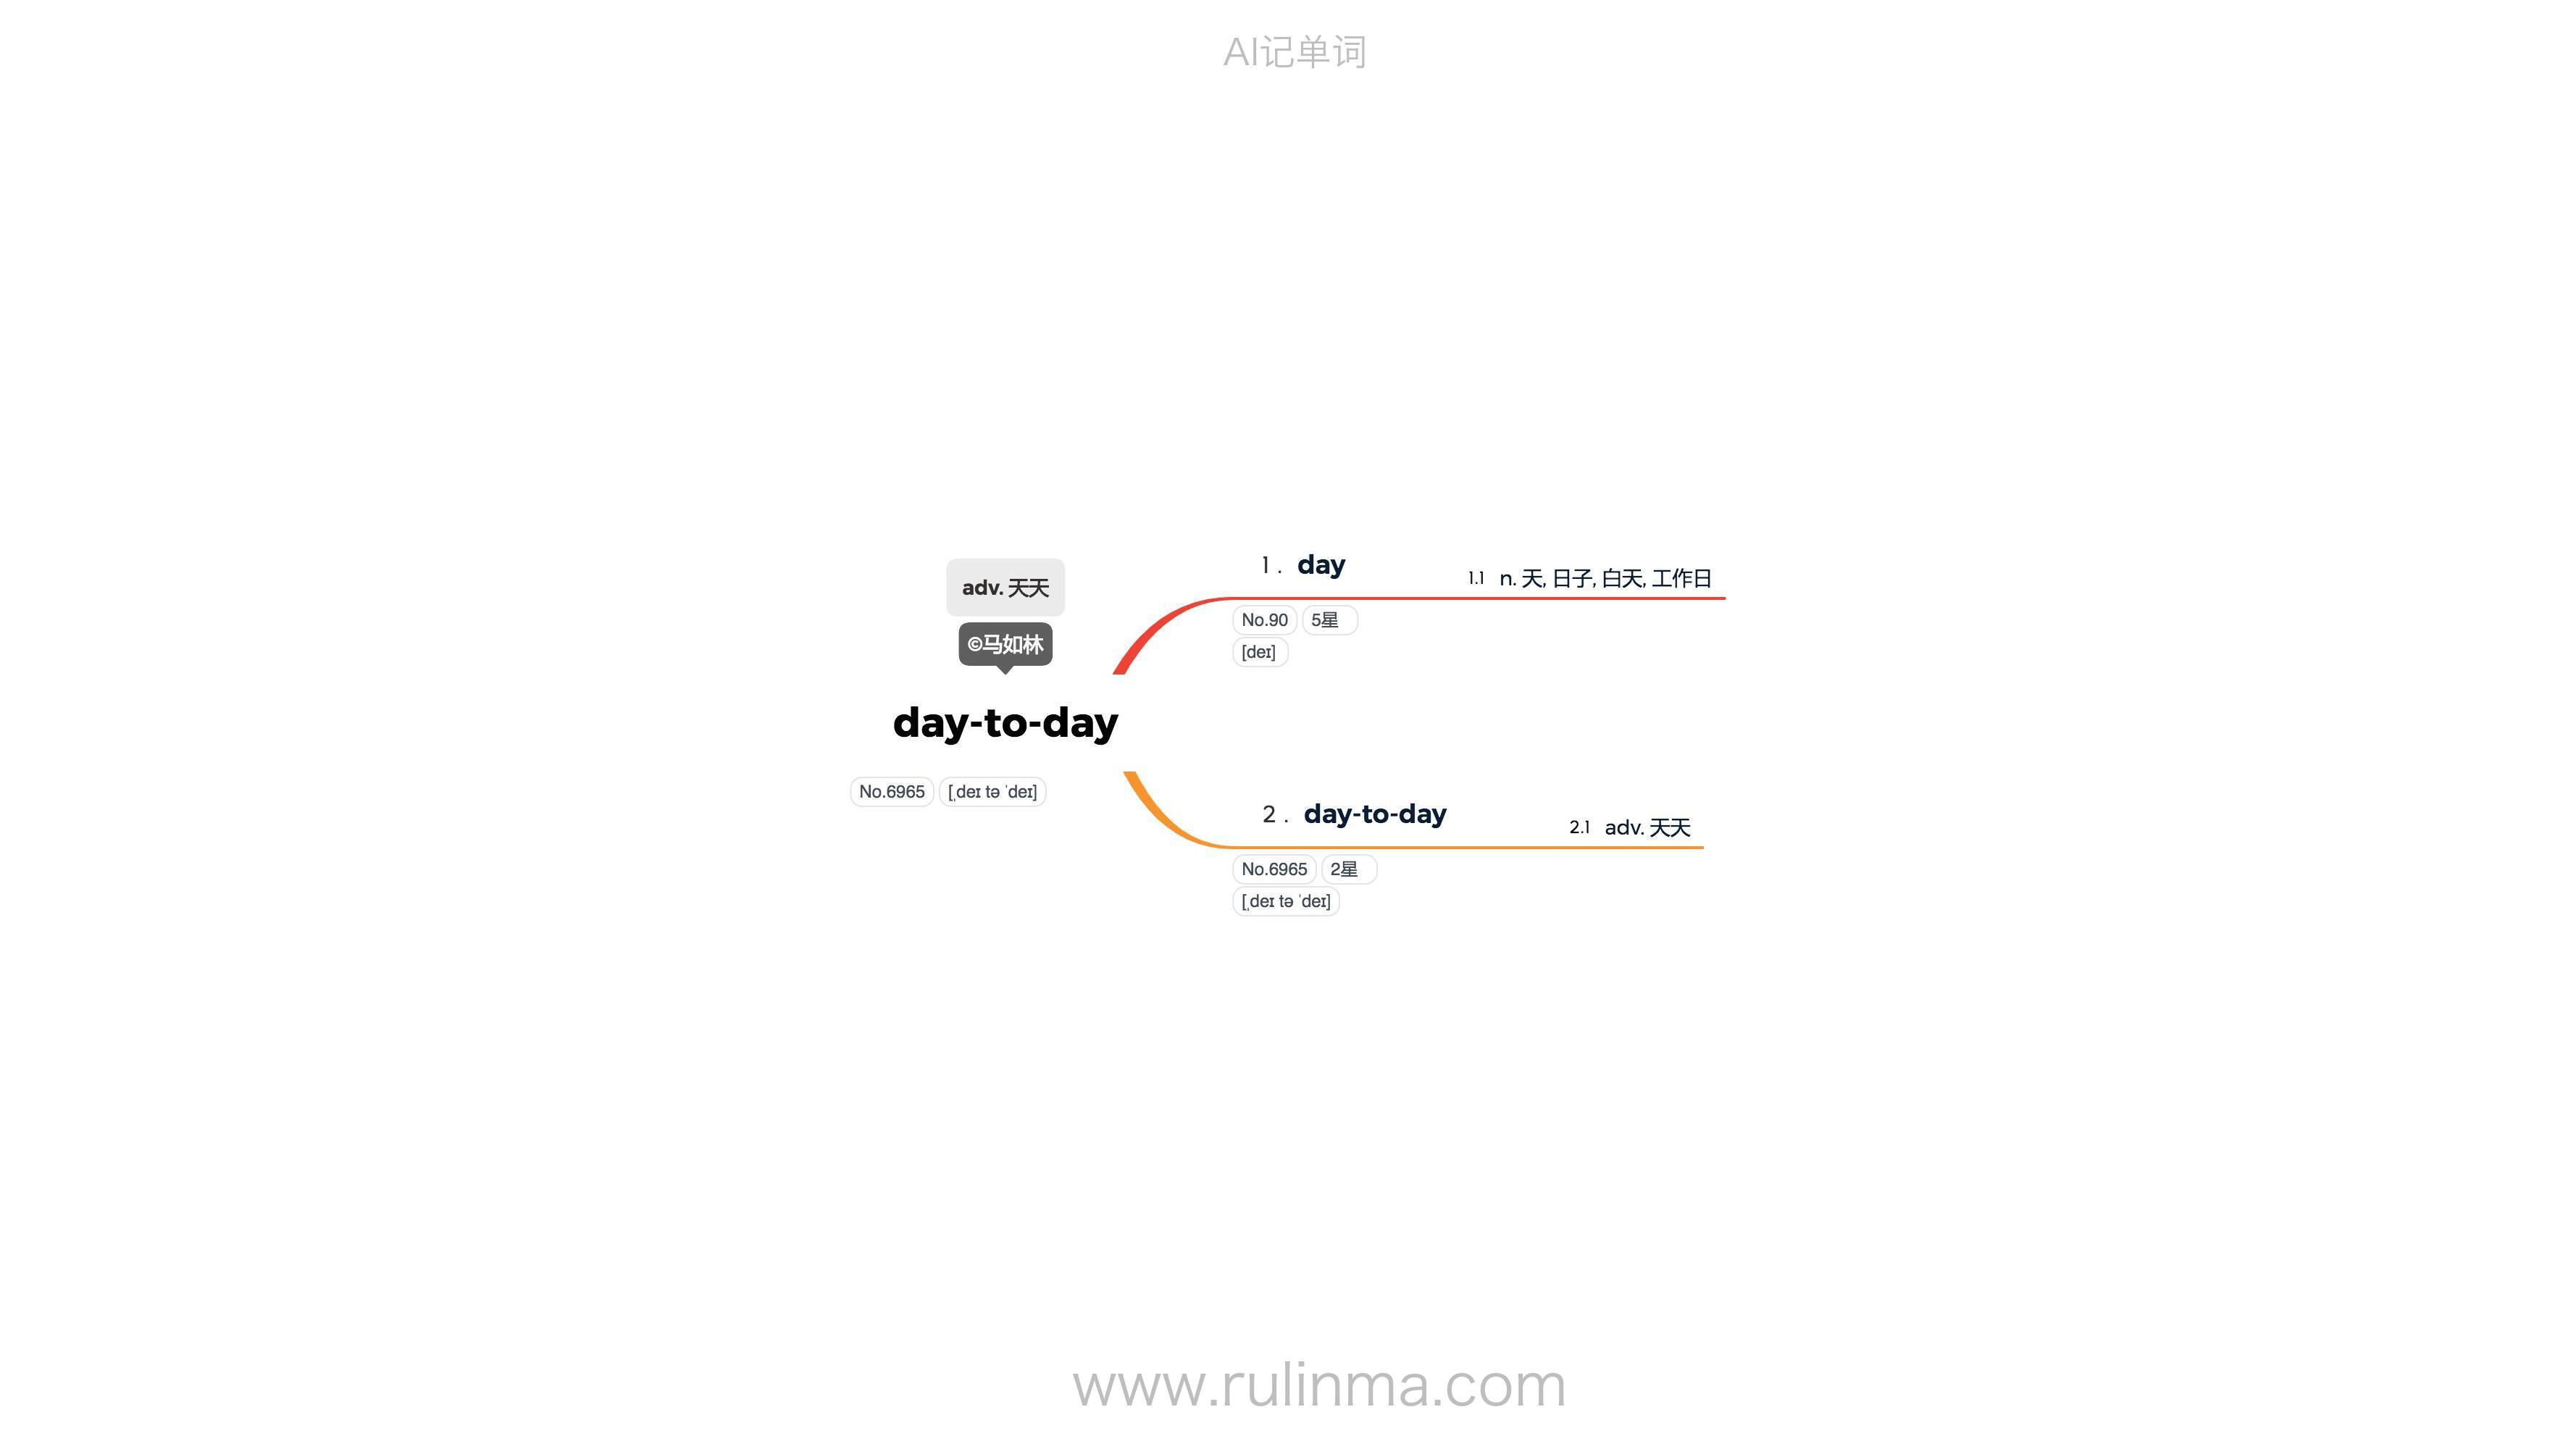 AI记单词
adv. 天天
©马如林
day-to-day
No.6965 [ˌdeɪ tə ˈdeɪ]
1 . day
1.1 n. 天, 日子, 白天, 工作日
No.90 5星
[deɪ]
2 . day-to-day
2.1 adv. 天天
No.6965 2星
[ˌdeɪ tə ˈdeɪ]
www.rulinma.com